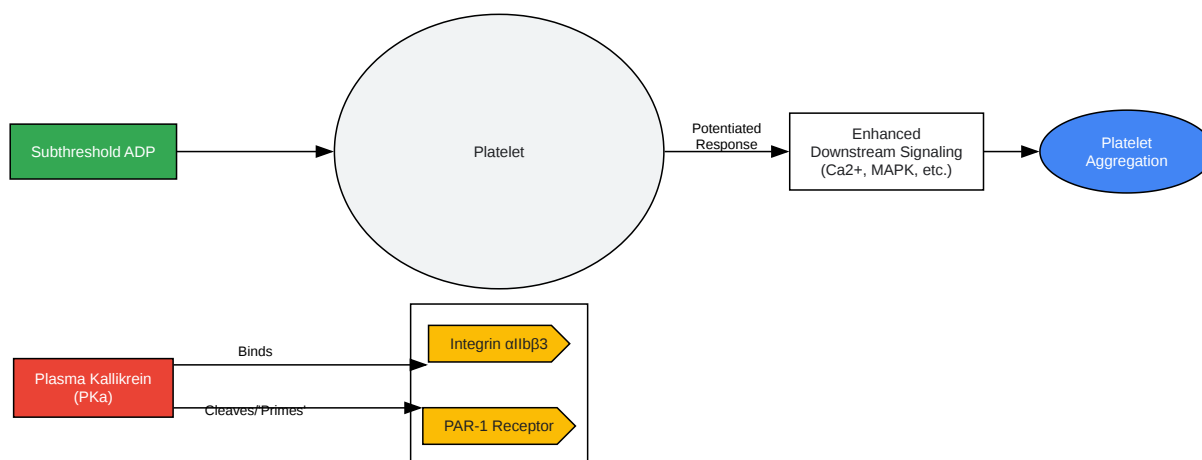 Subthreshold ADP
Platelet
Potentiated
Response
Enhanced
Downstream Signaling
(Ca2+, MAPK, etc.)
Platelet
Aggregation
Plasma Kallikrein
(PKa)
Binds
Cleaves/'Primes'
Integrin αIIbβ3
PAR-1 Receptor